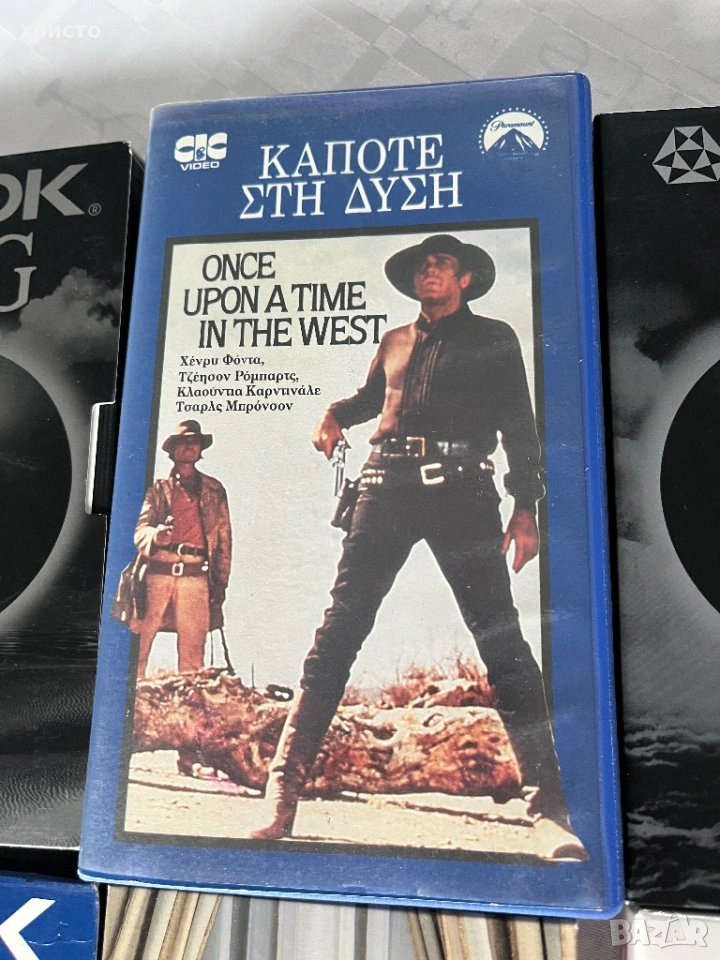 христо
DK
®
G
CIC
VIDEO
Paramount
ΚΑΠΟΤΕ
ΣΤΗ ΔΥΣΗ
ONCE
UPON A TIME
IN THE WEST
Χένρυ Φόντα,
Τζέησον Ρόμπαρτς,
Κλαούντια Καρντινάλε
Τσαρλς Μπρόνσον
K
BAZAR